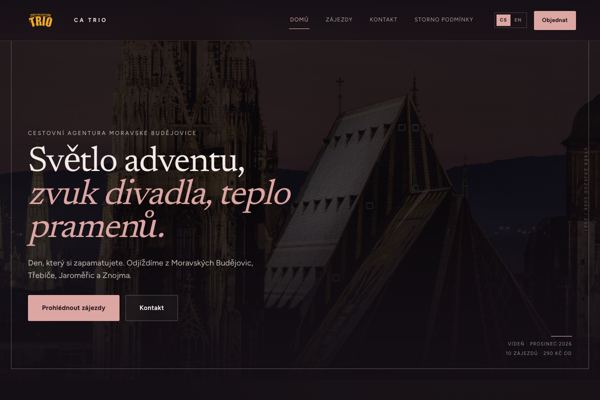 TRIO
CA TRIO
DOMŮ
ZÁJEZDY
KONTAKT
STORNO PODMÍNKY
CS
EN
Objednat
CESTOVNÍ AGENTURA MORAVSKÉ BUDĚJOVICE
Světlo adventu,
zvuk divadla, teplo
pramenů.
Den, který si zapamatujete. Odjíždíme z Moravských Budějovic,
Třebíče, Jaroměřic a Znojma.
Prohlédnout zájezdy
Kontakt
VÍDEŇ · PROSINEC 2026
10 ZÁJEZDŮ · 290 KČ OD